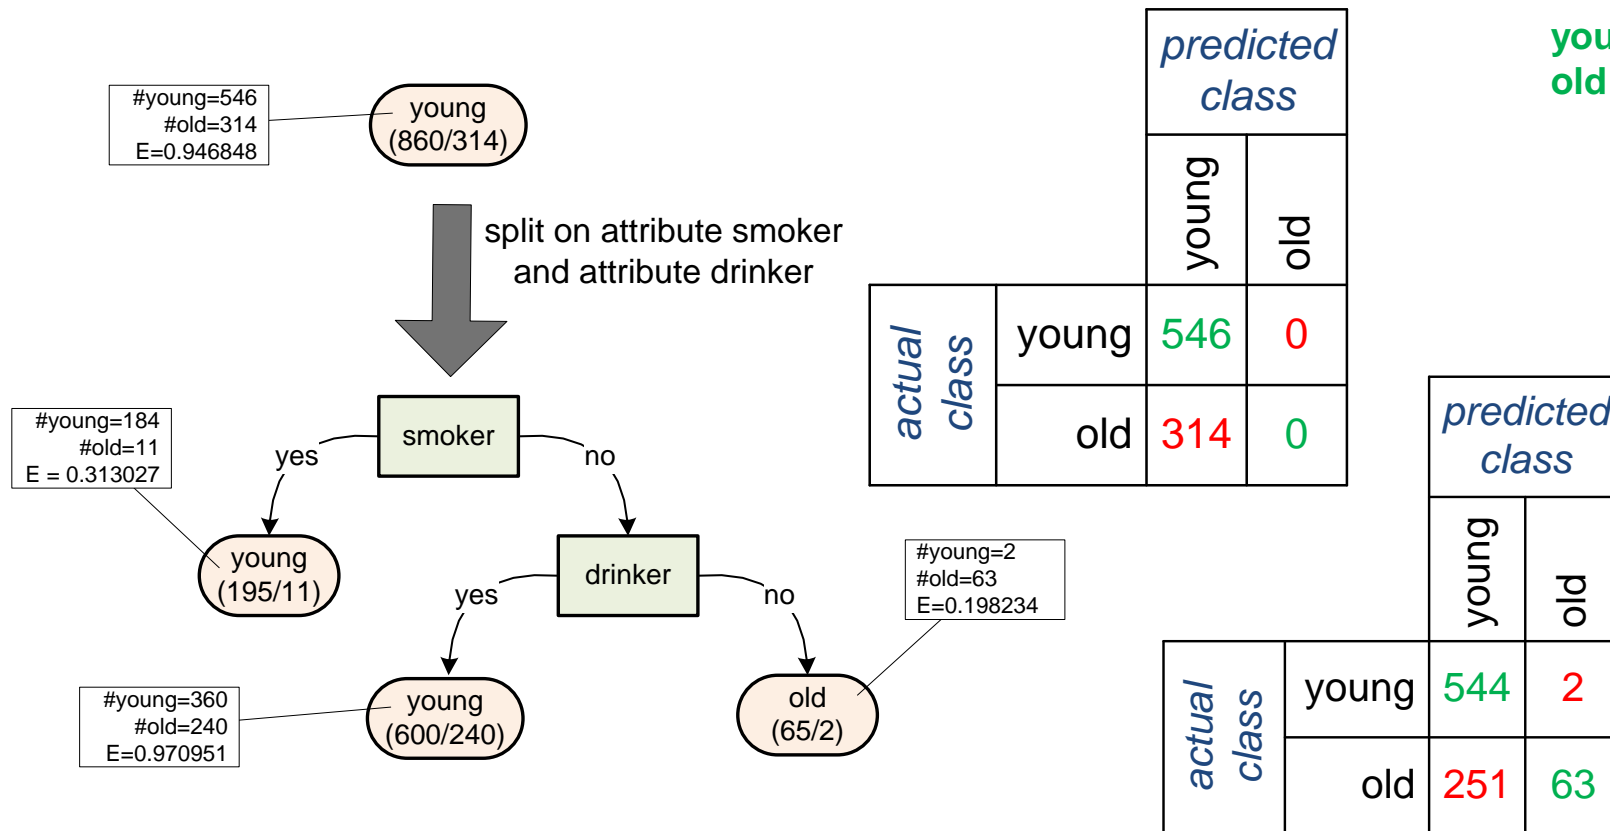 #young=546
#old=314
E=0.946848
young
(860/314)
split on attribute smoker
and attribute drinker
smoker
yes
no
#young=184
#old=11
E = 0.313027
young
(195/11)
drinker
yes
no
#young=2
#old=63
E=0.198234
#young=360
#old=240
E=0.970951
young
(600/240)
old
(65/2)
predicted
class
young
old
actual
class
young
546
0
old
314
0
old
predicted
class
young
old
actual
class
young
544
2
old
251
63